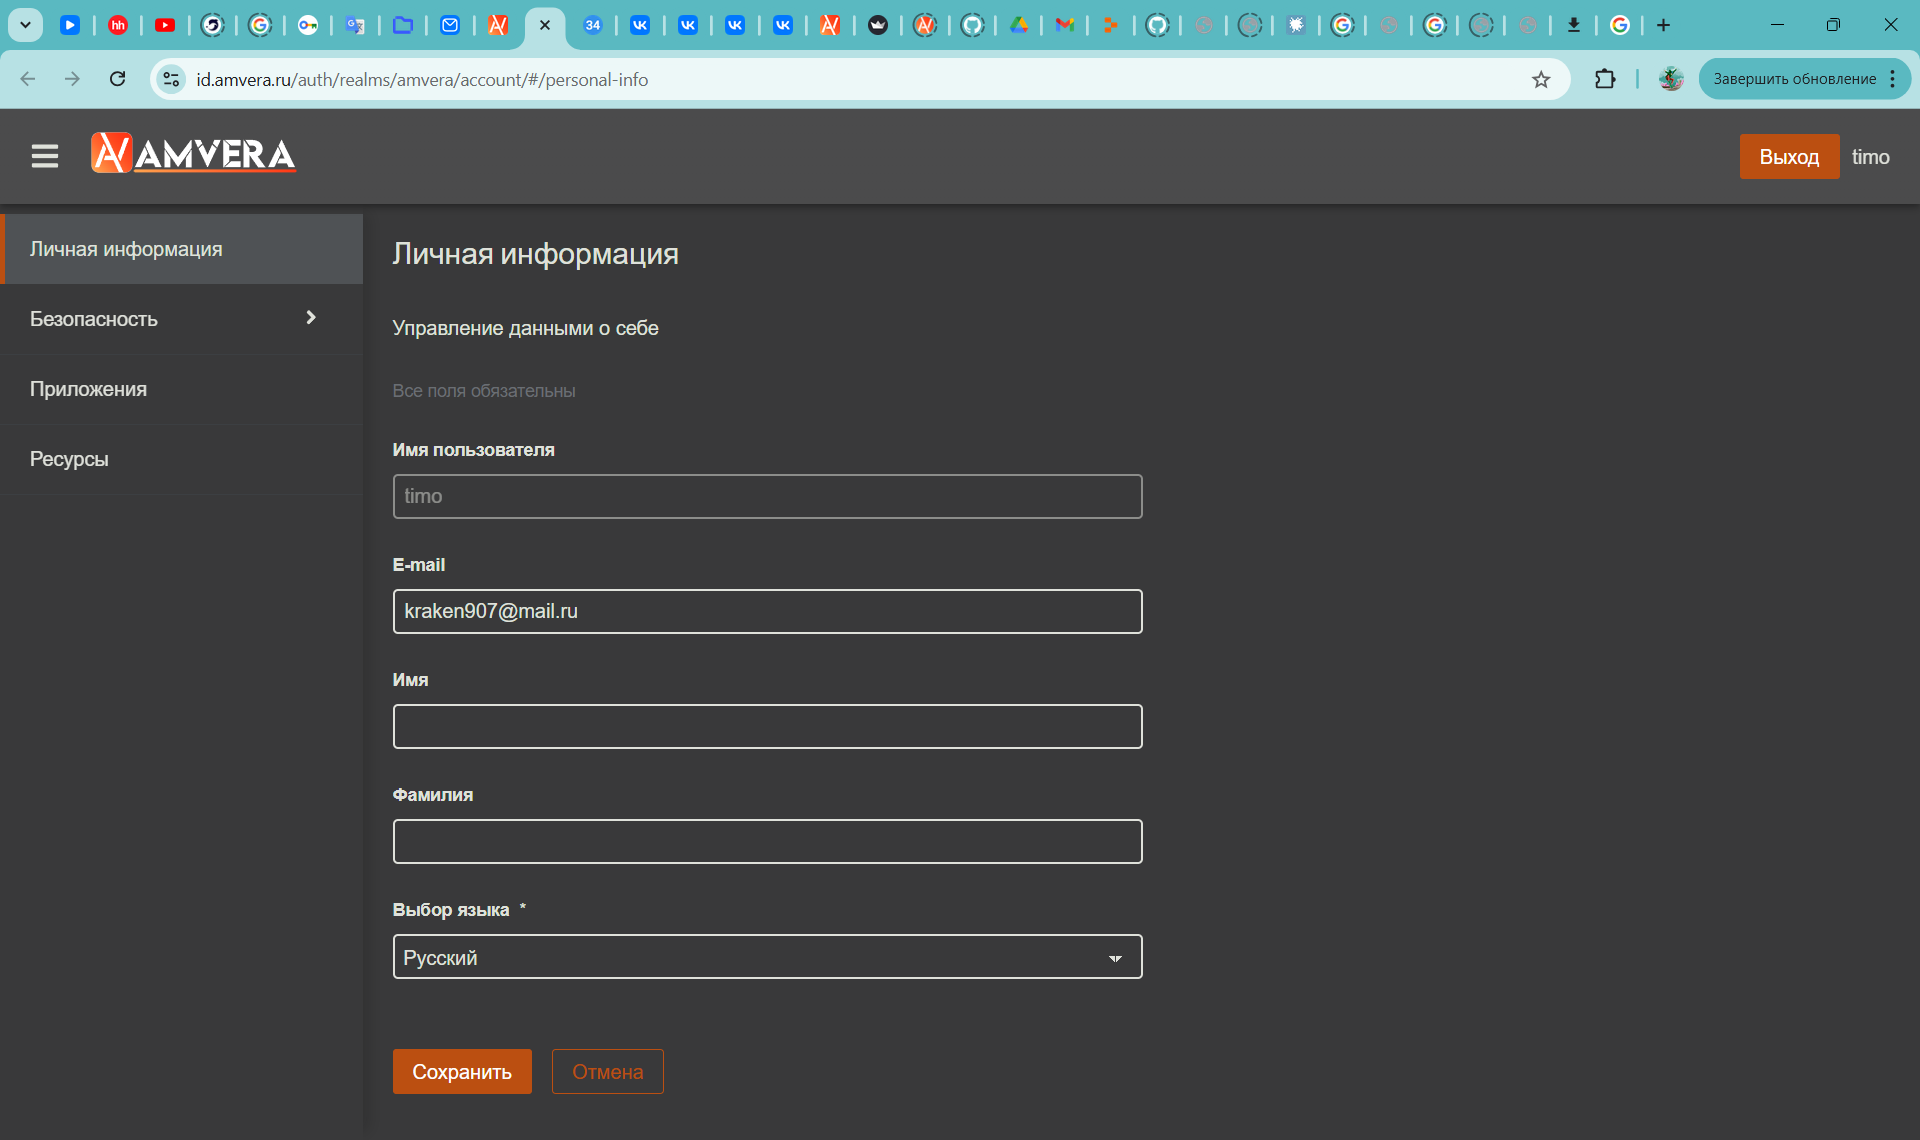 hh
34
id.amvera.ru/auth/realms/amvera/account/#/personal-info
Завершить обновление
AMVERA
Выход
timo
Личная информация
Безопасность
Приложения
Ресурсы
Личная информация
Управление данными о себе
Все поля обязательны
Имя пользователя
timo
E-mail
kraken907@mail.ru
Имя
Фамилия
Выбор языка *
Русский
Сохранить
Отмена